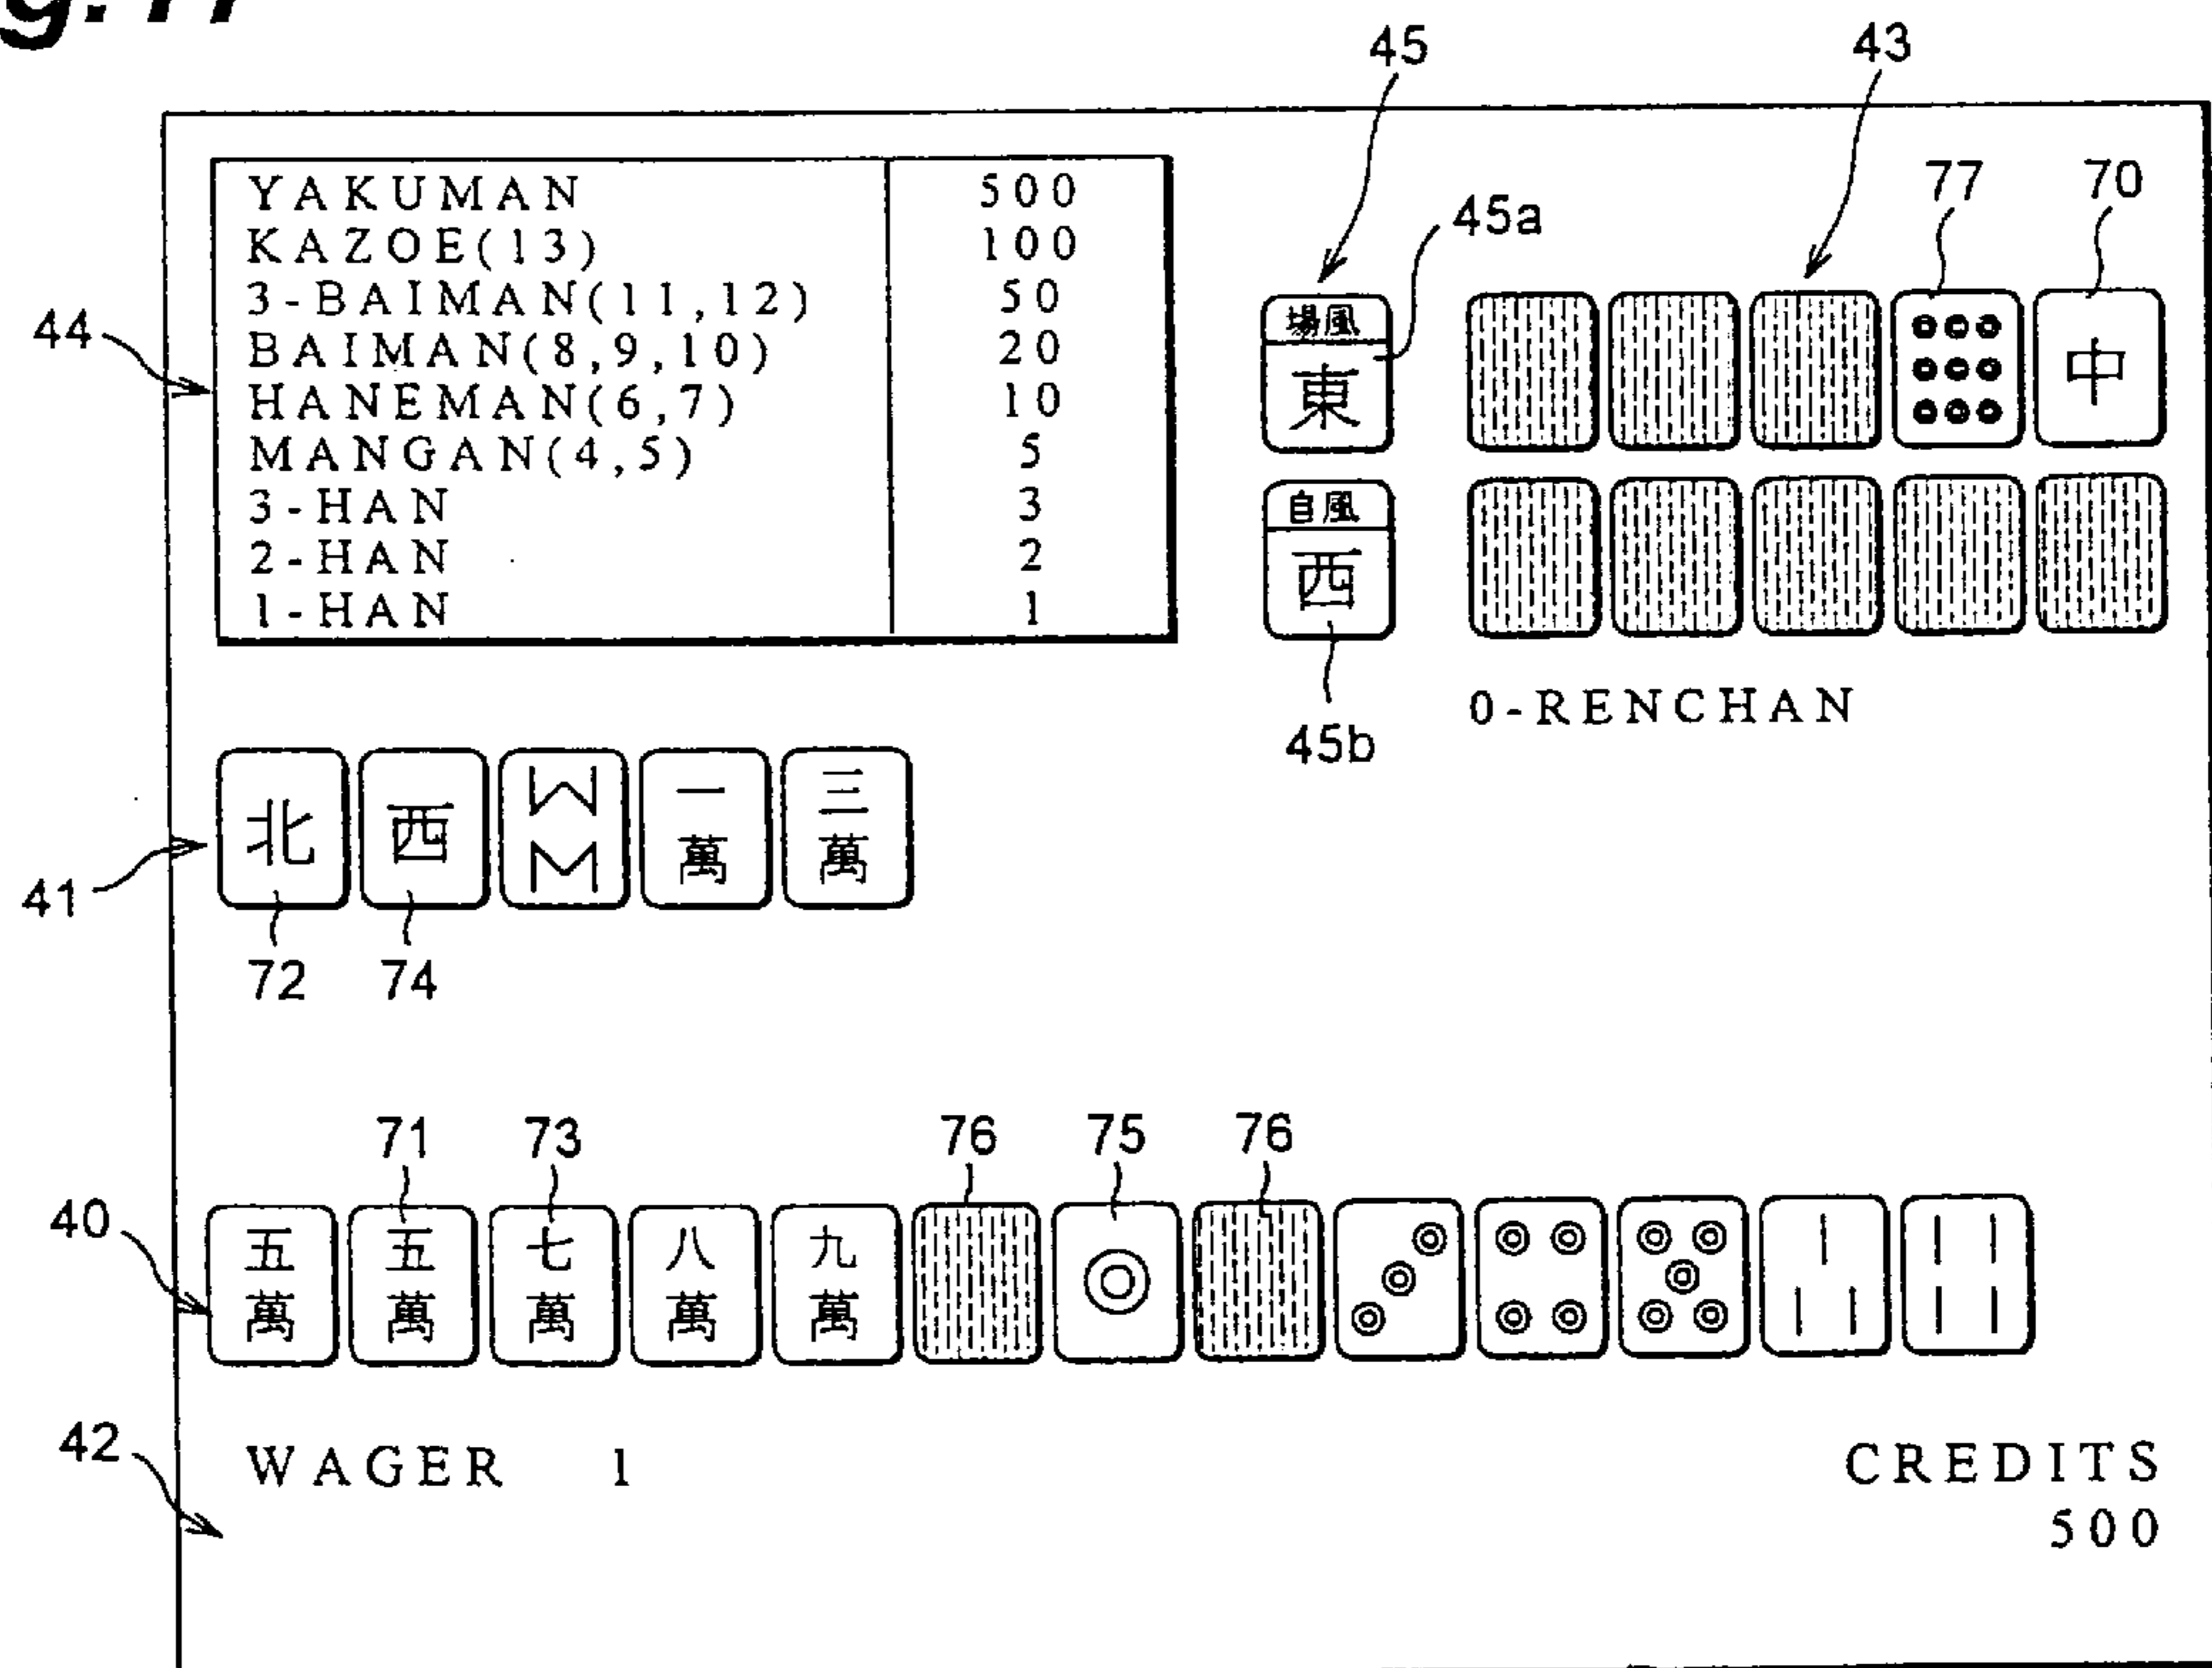 45 43
YAKUMAN 500
KAZOE(13) 100
3-BAIMAN(11,12) 50
BAIMAN(8,9,10) 20
HANEMAN(6,7) 10
MANGAN(4,5) 5
3-HAN 3
2-HAN 2
1-HAN 1
44
45a
77 70
場風
東
中
自風
西
45b
0-RENCHAN
北 西 一萬 三萬
41
72 74
71 73 76 75 76
40
五萬 五萬 七萬 八萬 九萬
42
WAGER 1
CREDITS
500